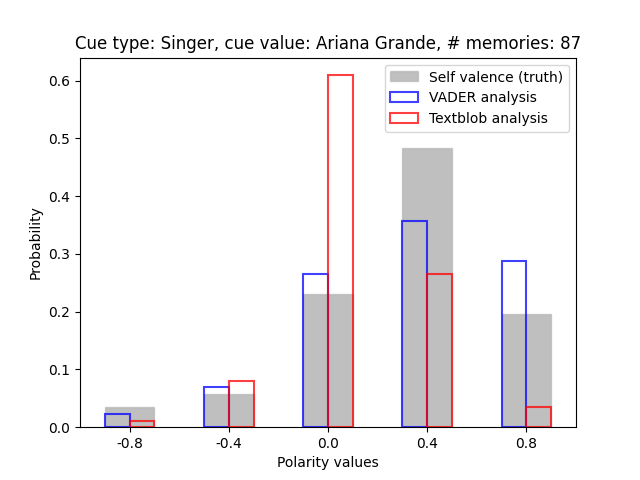 Cue type: Singer, cue value: Ariana Grande, # memories: 87
Self valence (truth)
VADER analysis
Textblob analysis
Probability
0.6
0.5
0.4
0.3
0.2
0.1
0.0
-0.8 -0.4 0.0 0.4 0.8
Polarity values